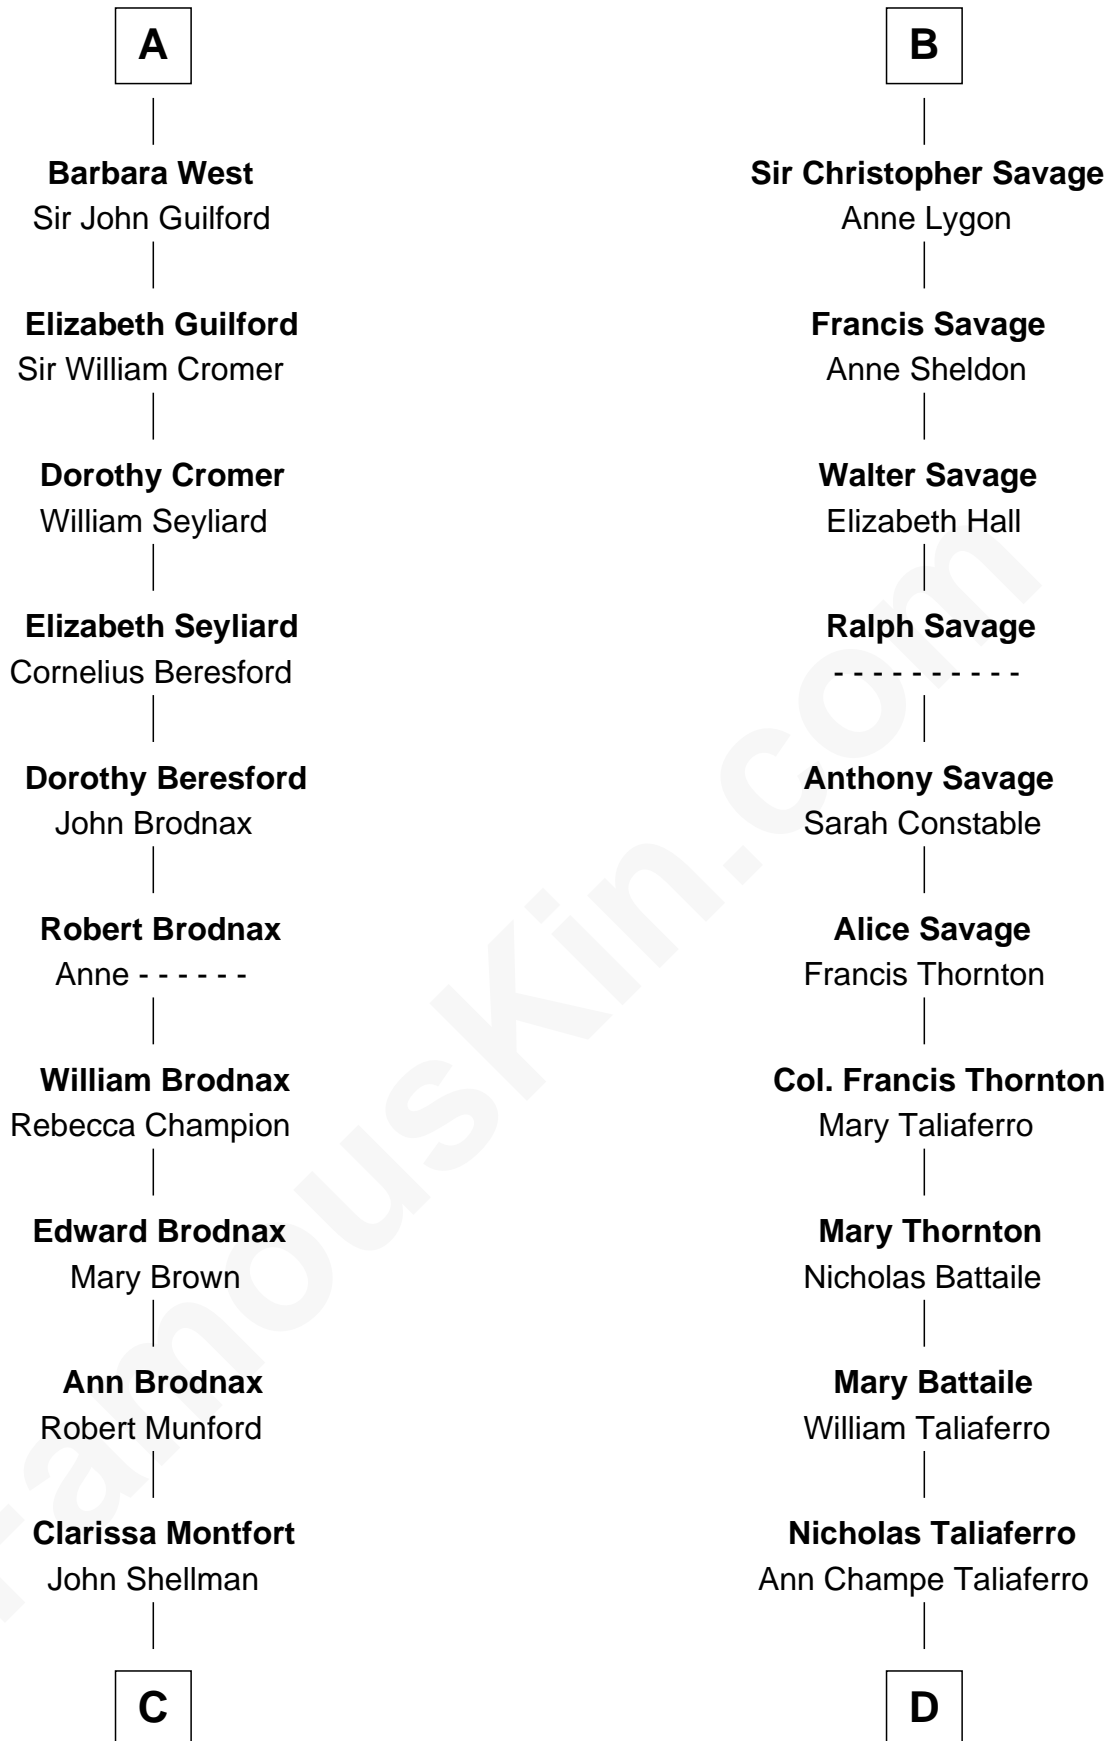 A
Barbara West
Sir John Guilford
Elizabeth Guilford
Sir William Cromer
Dorothy Cromer
William Seyliard
Elizabeth Seyliard
Cornelius Beresford
Dorothy Beresford
John Brodnax
Robert Brodnax
Anne - - - - - -
William Brodnax
Rebecca Champion
Edward Brodnax
Mary Brown
Ann Brodnax
Robert Munford
Clarissa Montfort
John Shellman
C
B
Sir Christopher Savage
Anne Lygon
Francis Savage
Anne Sheldon
Walter Savage
Elizabeth Hall
Ralph Savage
- - - - - - - - - -
Anthony Savage
Sarah Constable
Alice Savage
Francis Thornton
Col. Francis Thornton
Mary Taliaferro
Mary Thornton
Nicholas Battaile
Mary Battaile
William Taliaferro
Nicholas Taliaferro
Ann Champe Taliaferro
D
FamousKin.com